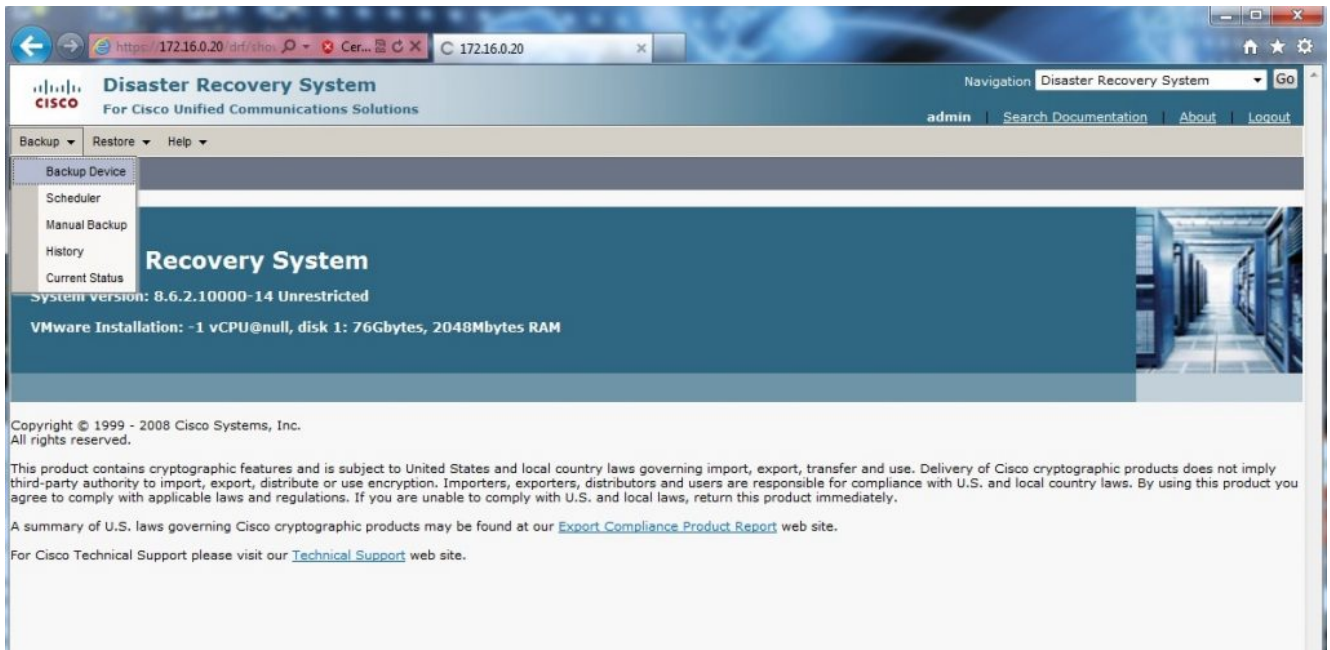 https://172.16.0.20/drf/sho
Cer...
172.16.0.20
CISCO
Disaster Recovery System
For Cisco Unified Communications Solutions
Navigation Disaster Recovery System Go
admin | Search Documentation | About | Logout
Backup Restore Help
Backup Device
Scheduler
Manual Backup
History
Current Status
Recovery System
System version: 8.6.2.10000-14 Unrestricted
VMware Installation: -1 vCPU@null, disk 1: 76Gbytes, 2048Mbytes RAM
Copyright © 1999 - 2008 Cisco Systems, Inc.
All rights reserved.
This product contains cryptographic features and is subject to United States and local country laws governing import, export, transfer and use. Delivery of Cisco cryptographic products does not imply
third-party authority to import, export, distribute or use encryption. Importers, exporters, distributors and users are responsible for compliance with U.S. and local country laws. By using this product you
agree to comply with applicable laws and regulations. If you are unable to comply with U.S. and local laws, return this product immediately.
A summary of U.S. laws governing Cisco cryptographic products may be found at our Export Compliance Product Report web site.
For Cisco Technical Support please visit our Technical Support web site.